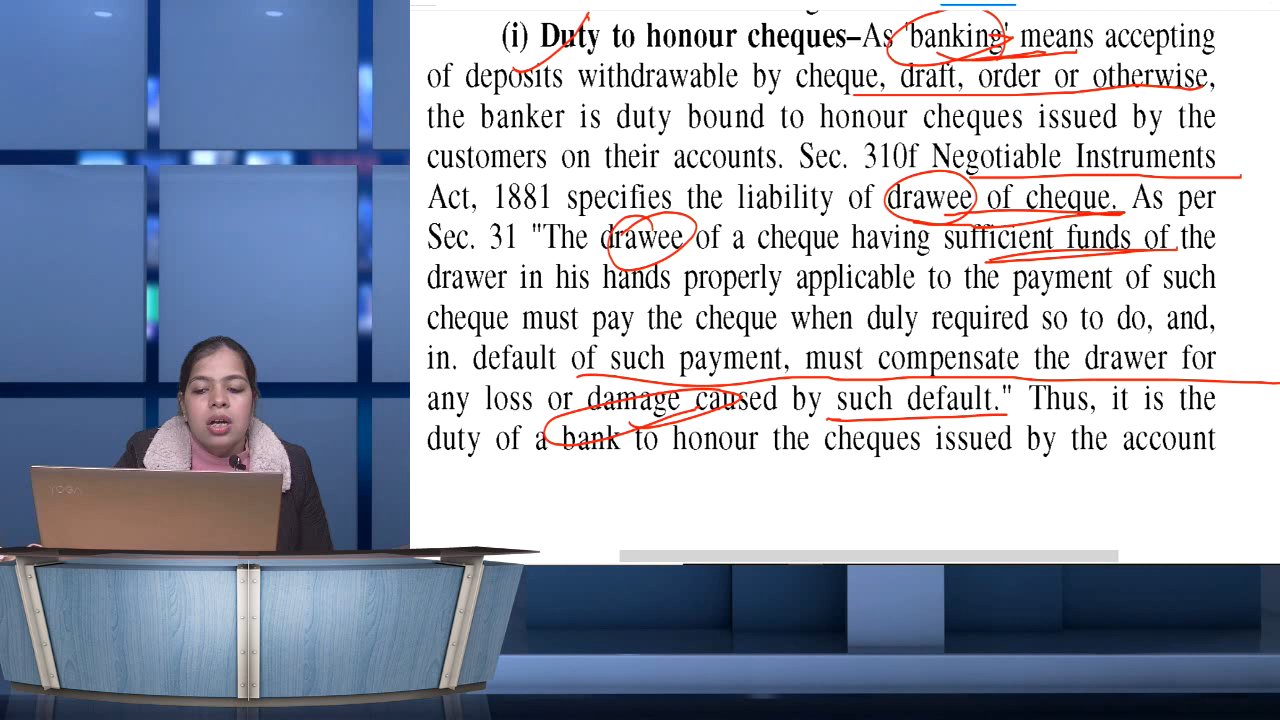 (i) Duty to honour cheques–As 'banking' means accepting
of deposits withdrawable by cheque, draft, order or otherwise,
the banker is duty bound to honour cheques issued by the
customers on their accounts. Sec. 310f Negotiable Instruments
Act, 1881 specifies the liability of drawee of cheque. As per
Sec. 31 "The drawee of a cheque having sufficient funds of the
drawer in his hands properly applicable to the payment of such
cheque must pay the cheque when duly required so to do, and,
in. default of such payment, must compensate the drawer for
any loss or damage caused by such default." Thus, it is the
duty of a bank to honour the cheques issued by the account
YOGA